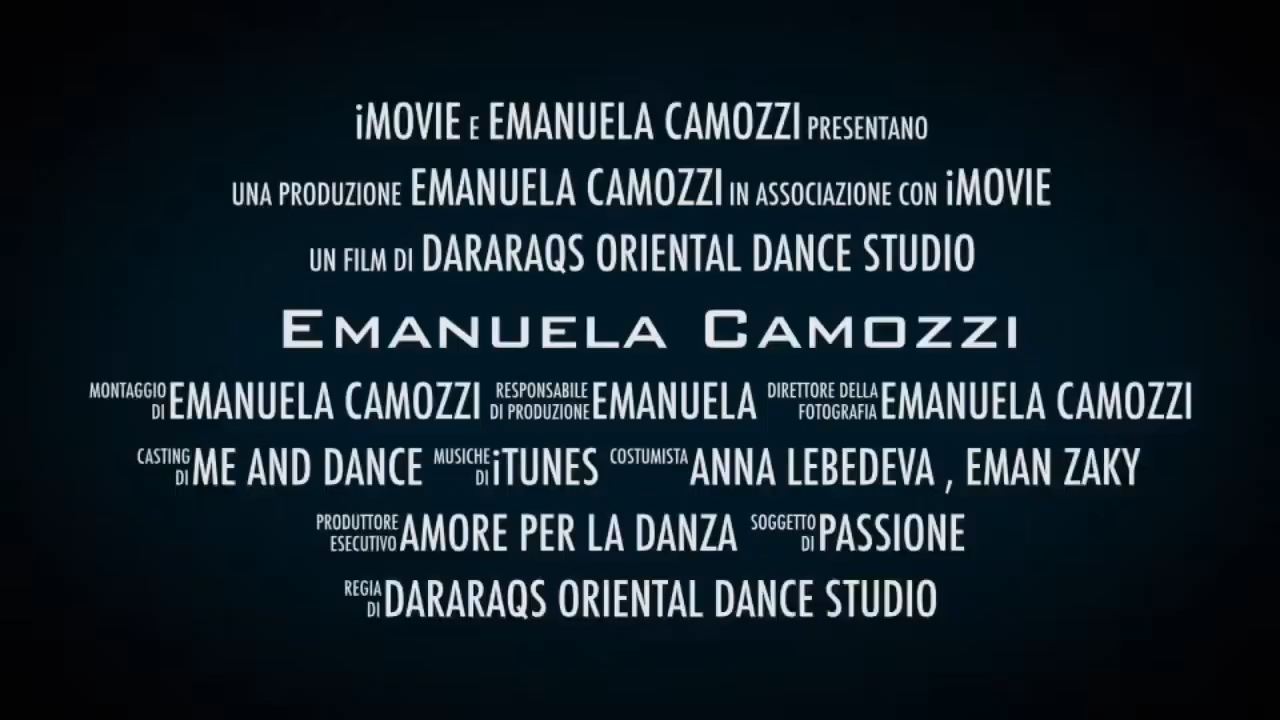 iMOVIE E EMANUELA CAMOZZI PRESENTANO
UNA PRODUZIONE EMANUELA CAMOZZI IN ASSOCIAZIONE CON iMOVIE
UN FILM DI DARARAQS ORIENTAL DANCE STUDIO
EMANUELA CAMOZZI
MONTAGGIO DI EMANUELA CAMOZZI RESPONSABILE DI PRODUZIONE EMANUELA DIRETTORE DELLA FOTOGRAFIA EMANUELA CAMOZZI
CASTING DI ME AND DANCE MUSICHE DI iTUNES COSTUMISTA ANNA LEBEDEVA , EMAN ZAKY
PRODUTTORE ESECUTIVO AMORE PER LA DANZA SOGGETTO DI PASSIONE
REGIA DI DARARAQS ORIENTAL DANCE STUDIO